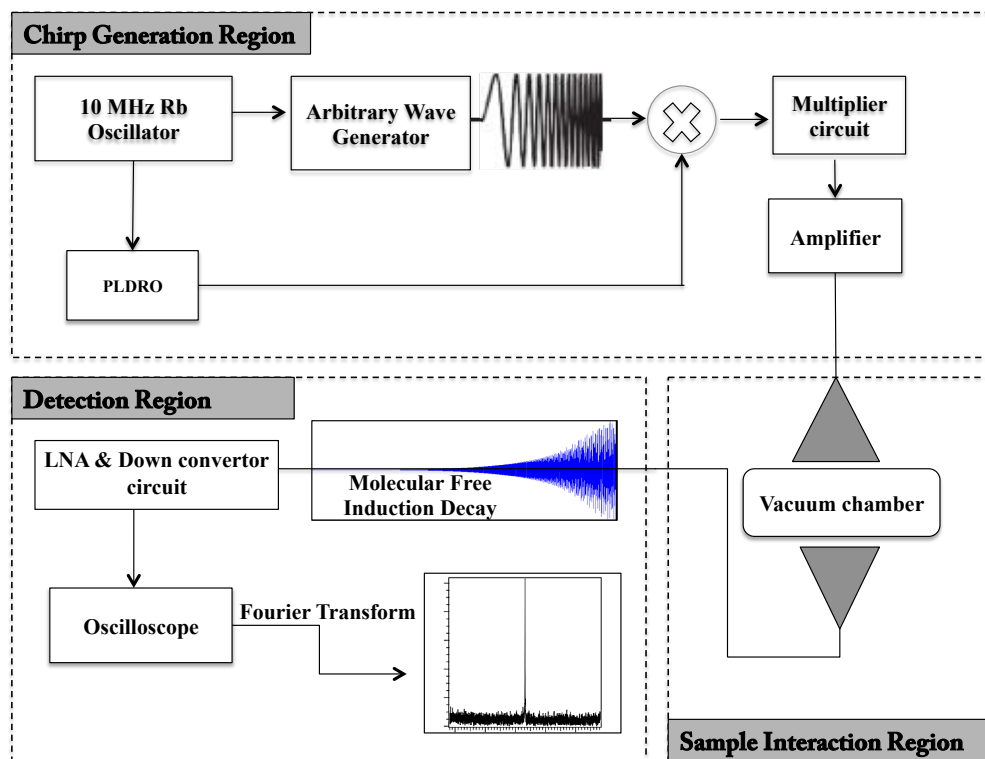 Chirp Generation Region
10 MHz Rb
Oscillator
Arbitrary Wave
Generator
Multiplier
circuit
Amplifier
PLDRO
Detection Region
LNA & Down convertor
circuit
Molecular Free
Induction Decay
Vacuum chamber
Oscilloscope
Fourier Transform
Sample Interaction Region